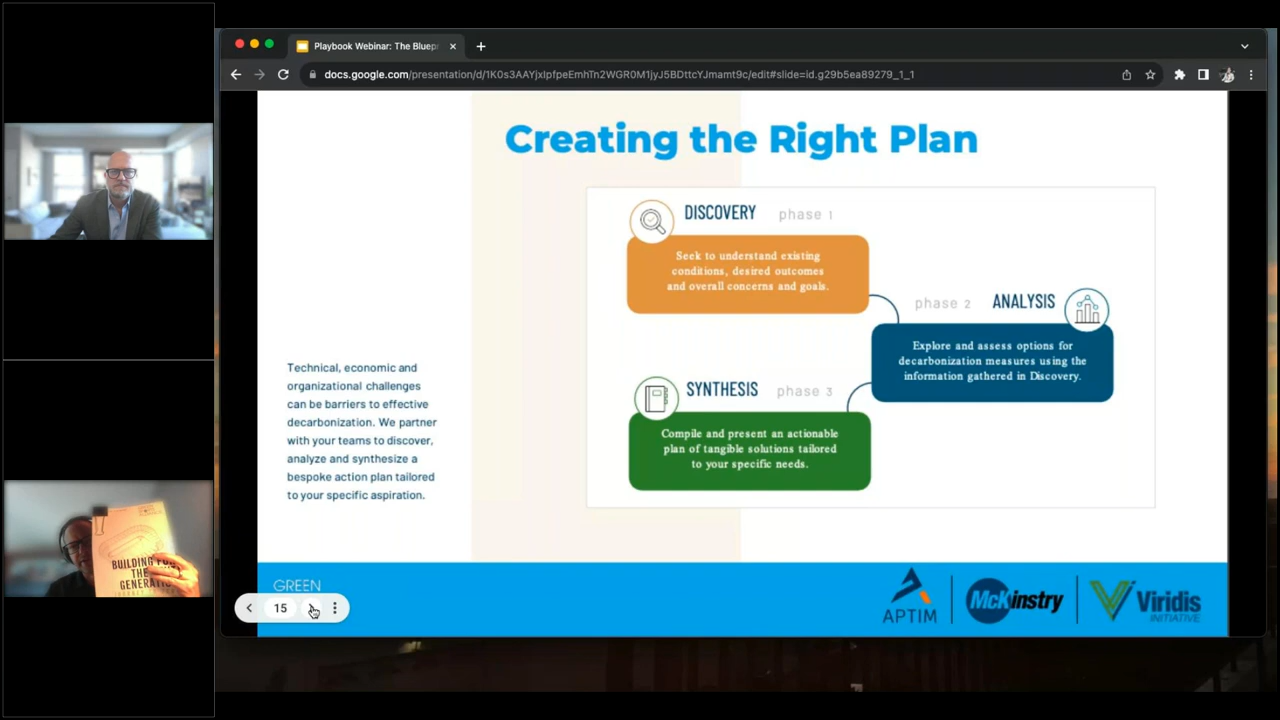 Playbook Webinar: The Bluepr
docs.google.com/presentation/d/1K0s3AAYjxIpfpeEmhTn2WGR0M1jyJ5BDttcYJmamt9c/edit#slide=id.g29b5ea89279_1_1
Creating the Right Plan
DISCOVERY phase 1
Seek to understand existing
conditions, desired outcomes
and overall concerns and goals.
phase 2 ANALYSIS
Explore and assess options for
decarbonization measures using the
information gathered in Discovery.
SYNTHESIS phase 3
Compile and present an actionable
plan of tangible solutions tailored
to your specific needs.
Technical, economic and
organizational challenges
can be barriers to effective
decarbonization. We partner
with your teams to discover,
analyze and synthesize a
bespoke action plan tailored
to your specific aspiration.
GREEN
15
APTIM
McKinstry
Viridis
INITIATIVE
BUILDING
THE
GENERATIO